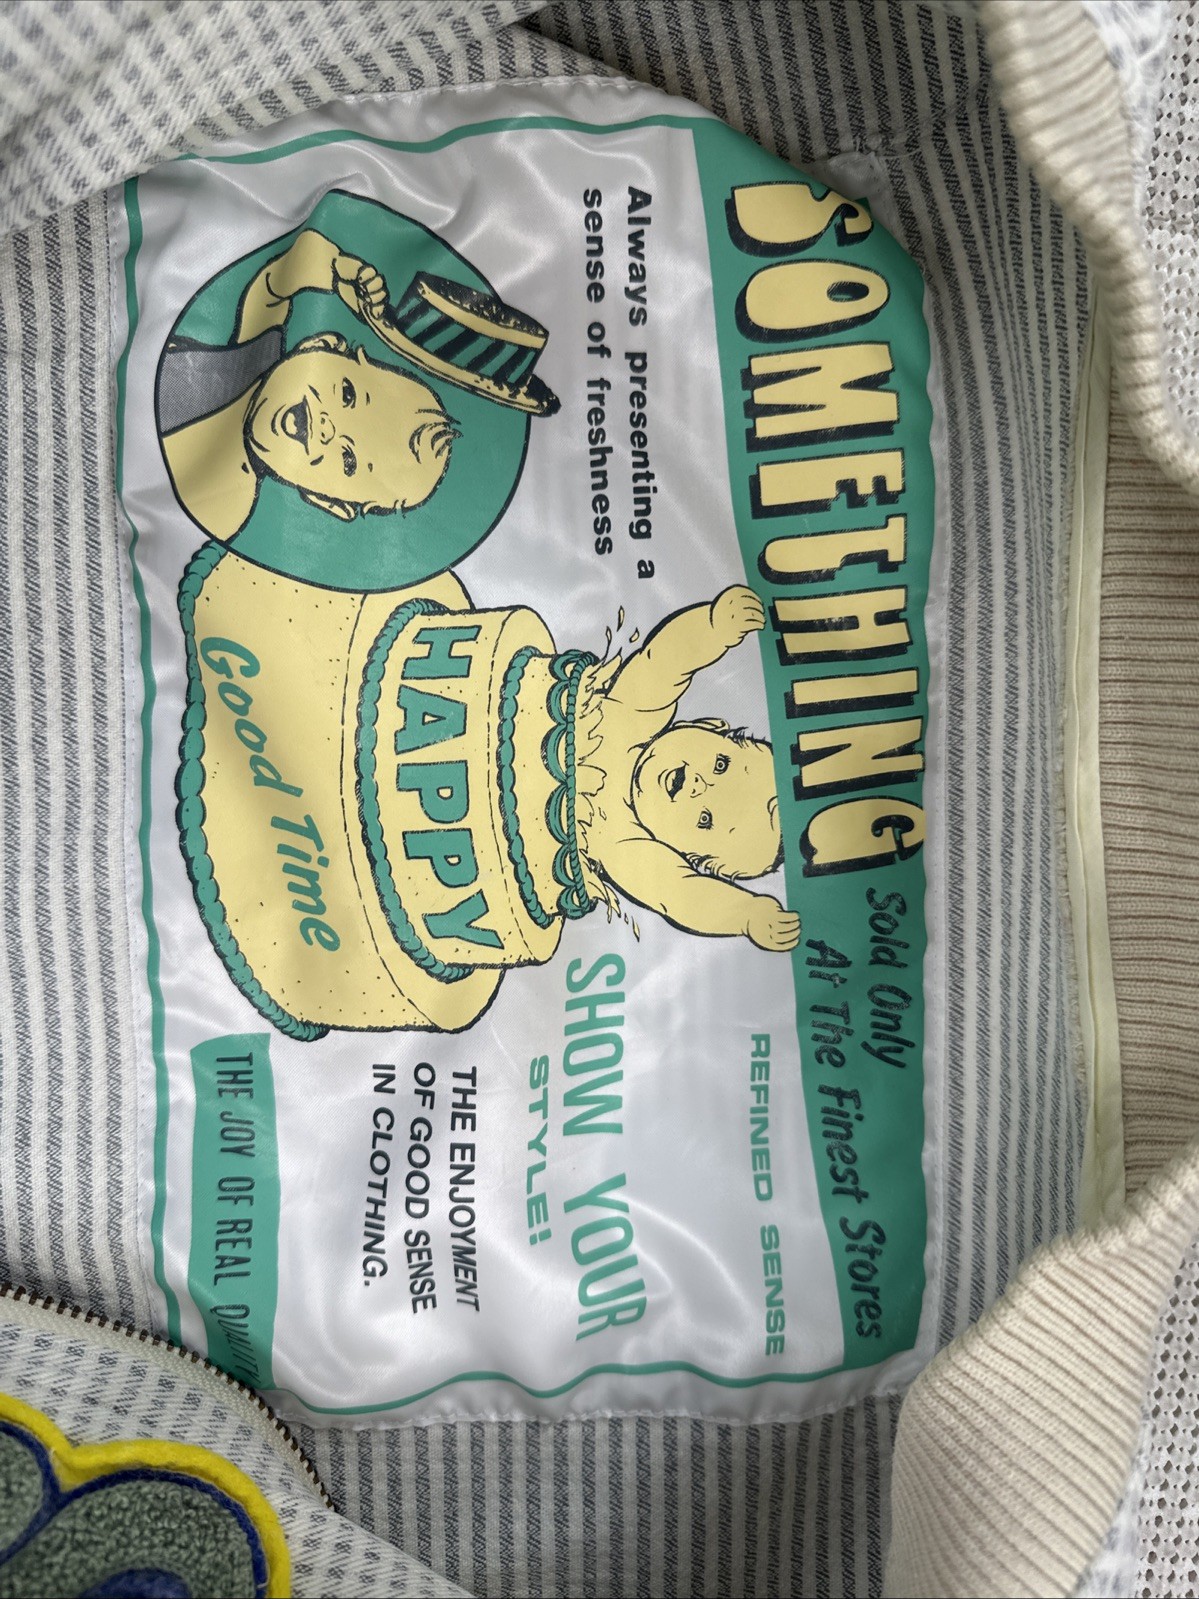 SOMETHING
Sold Only
At The Finest Stores
Always presenting a
sense of freshness
REFINED SENSE
SHOW YOUR
STYLE!
HAPPY
Good Time
THE ENJOYMENT
OF GOOD SENSE
IN CLOTHING.
THE JOY OF REAL QUALITY